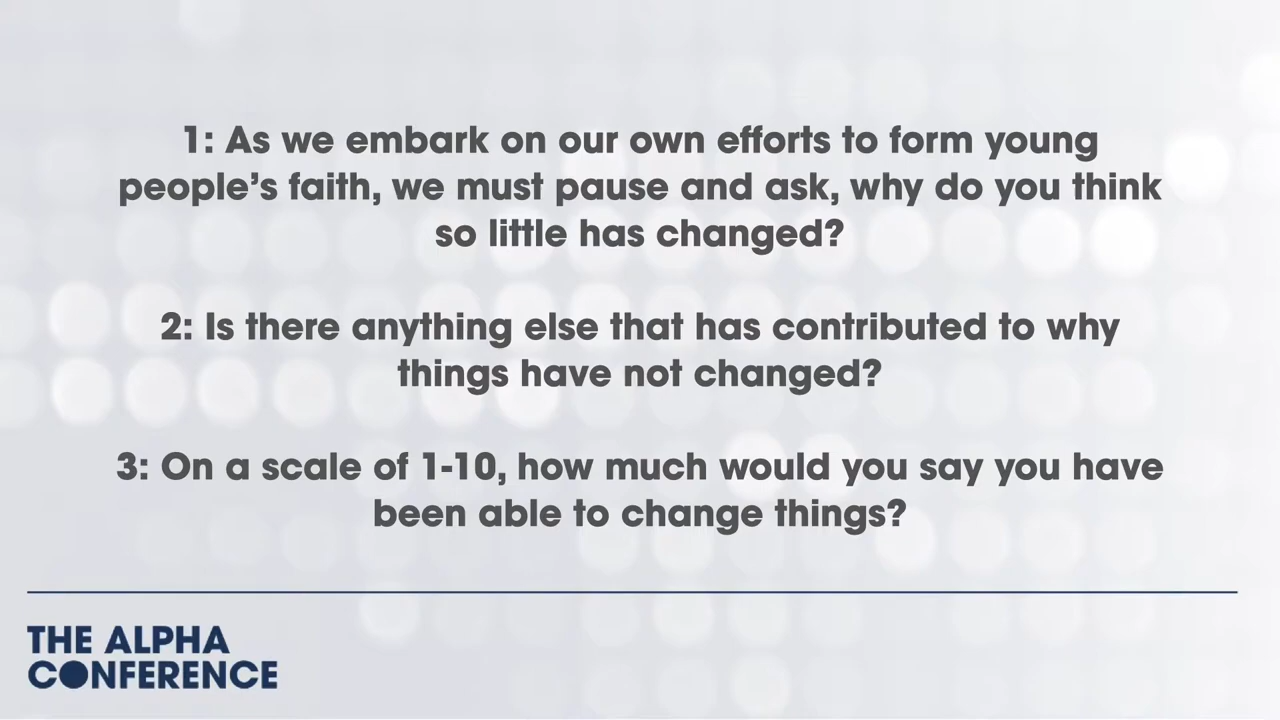 1: As we embark on our own efforts to form young
people’s faith, we must pause and ask, why do you think
so little has changed?
2: Is there anything else that has contributed to why
things have not changed?
3: On a scale of 1-10, how much would you say you have
been able to change things?
THE ALPHA
CONFERENCE